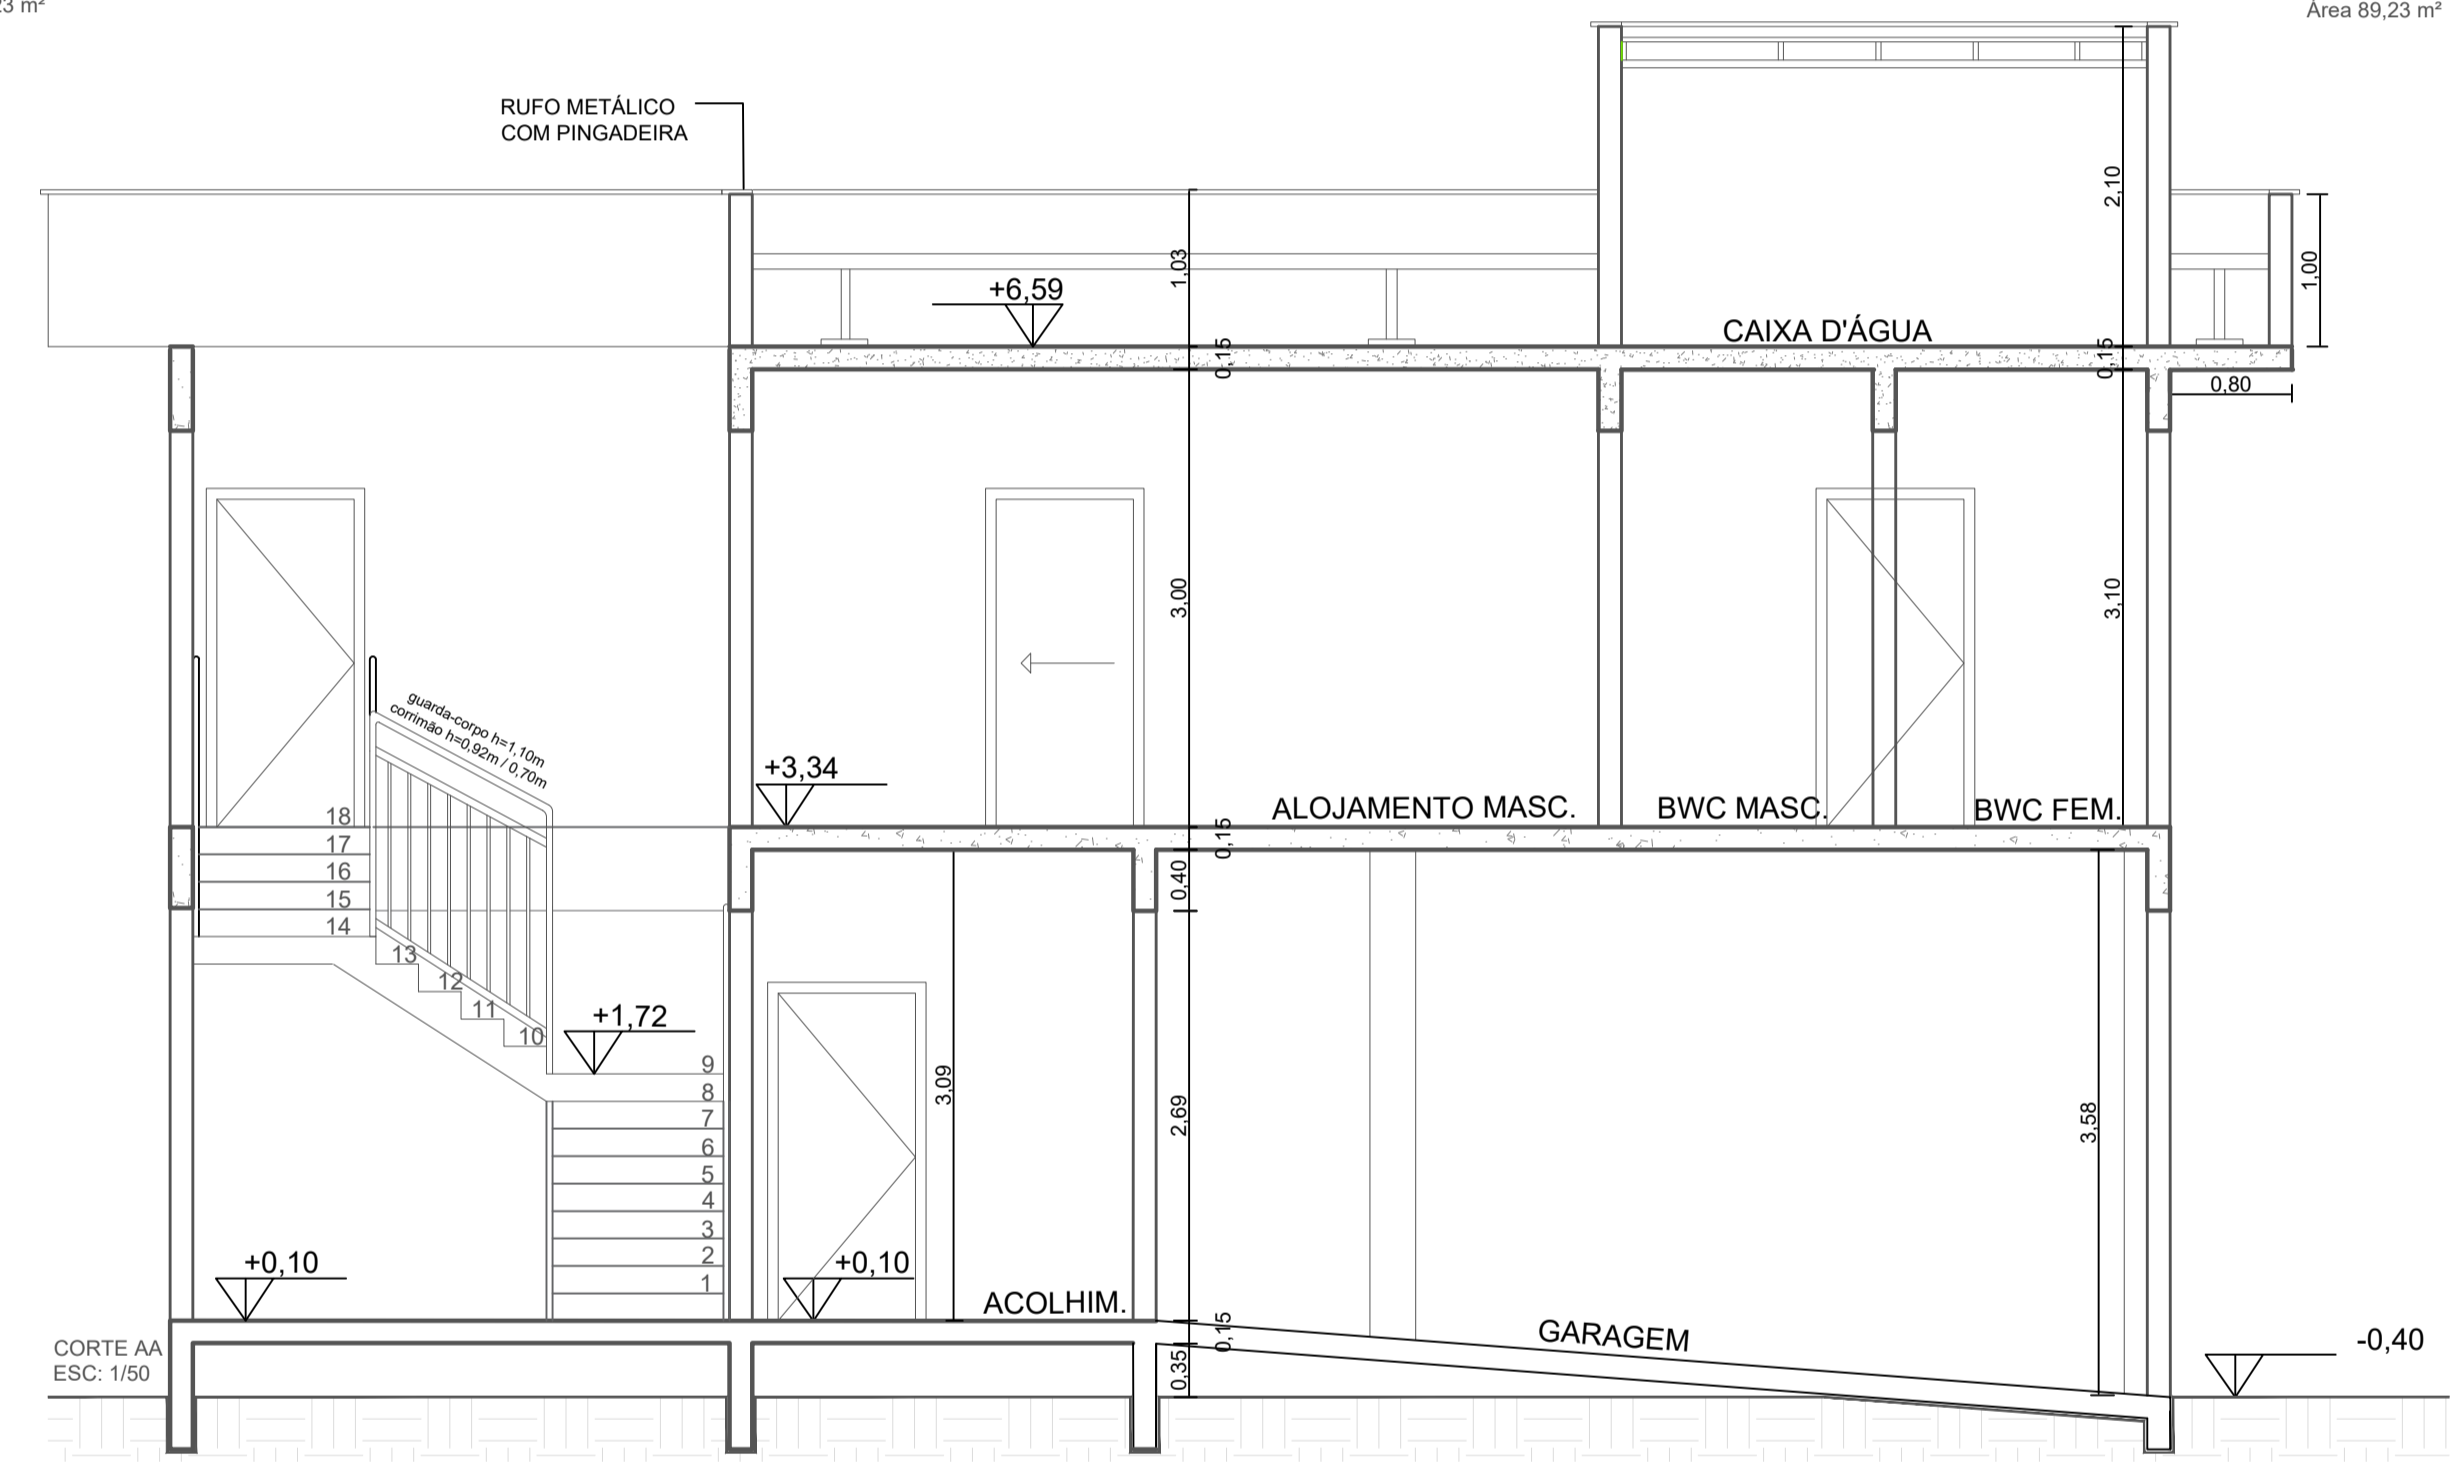 23 m²
Área 89,23 m²
RUFO METÁLICO
COM PINGADEIRA
2,10
1,03
1,00
+6,59
CAIXA D'ÁGUA
0,15
0,15
0,80
3,00
3,10
guarda-corpo h=1,10m
corrimão h=0,92m / 0,70m
+3,34
ALOJAMENTO MASC.
BWC MASC.
BWC FEM.
18
17
16
15
14
13
12
11
10
0,15
0,40
+1,72
9
8
7
6
5
4
3
2
1
3,09
2,69
3,58
+0,10
+0,10
ACOLHIM.
0,15
0,35
GARAGEM
-0,40
CORTE AA
ESC: 1/50